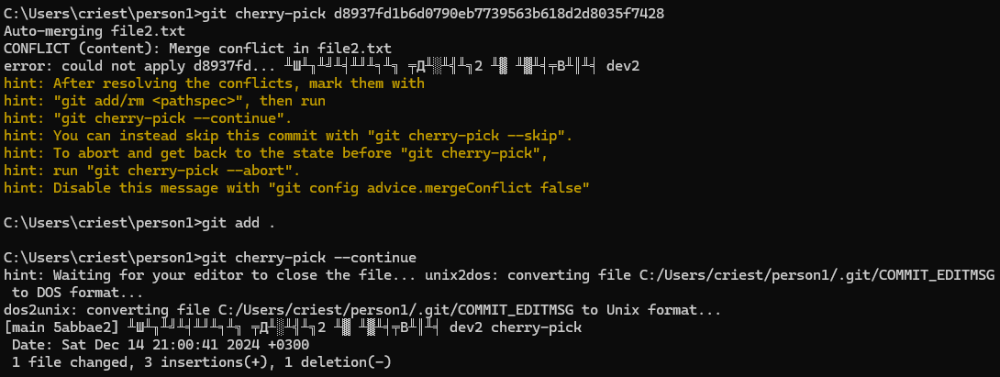 C:\Users\criest\person1>git cherry-pick d8937fd1b6d0790eb7739563b618d2d8035f7428
Auto-merging file2.txt
CONFLICT (content): Merge conflict in file2.txt
error: could not apply d8937fd... dev2
hint: After resolving the conflicts, mark them with
hint: "git add/rm <pathspec>", then run
hint: "git cherry-pick --continue".
hint: You can instead skip this commit with "git cherry-pick --skip".
hint: To abort and get back to the state before "git cherry-pick",
hint: run "git cherry-pick --abort".
hint: Disable this message with "git config advice.mergeConflict false"
C:\Users\criest\person1>git add .
C:\Users\criest\person1>git cherry-pick --continue
hint: Waiting for your editor to close the file... unix2dos: converting file C:/Users/criest/person1/.git/COMMIT_EDITMSG
to DOS format...
dos2unix: converting file C:/Users/criest/person1/.git/COMMIT_EDITMSG to Unix format...
[main 5abbae2] dev2 cherry-pick
Date: Sat Dec 14 21:00:41 2024 +0300
1 file changed, 3 insertions(+), 1 deletion(-)